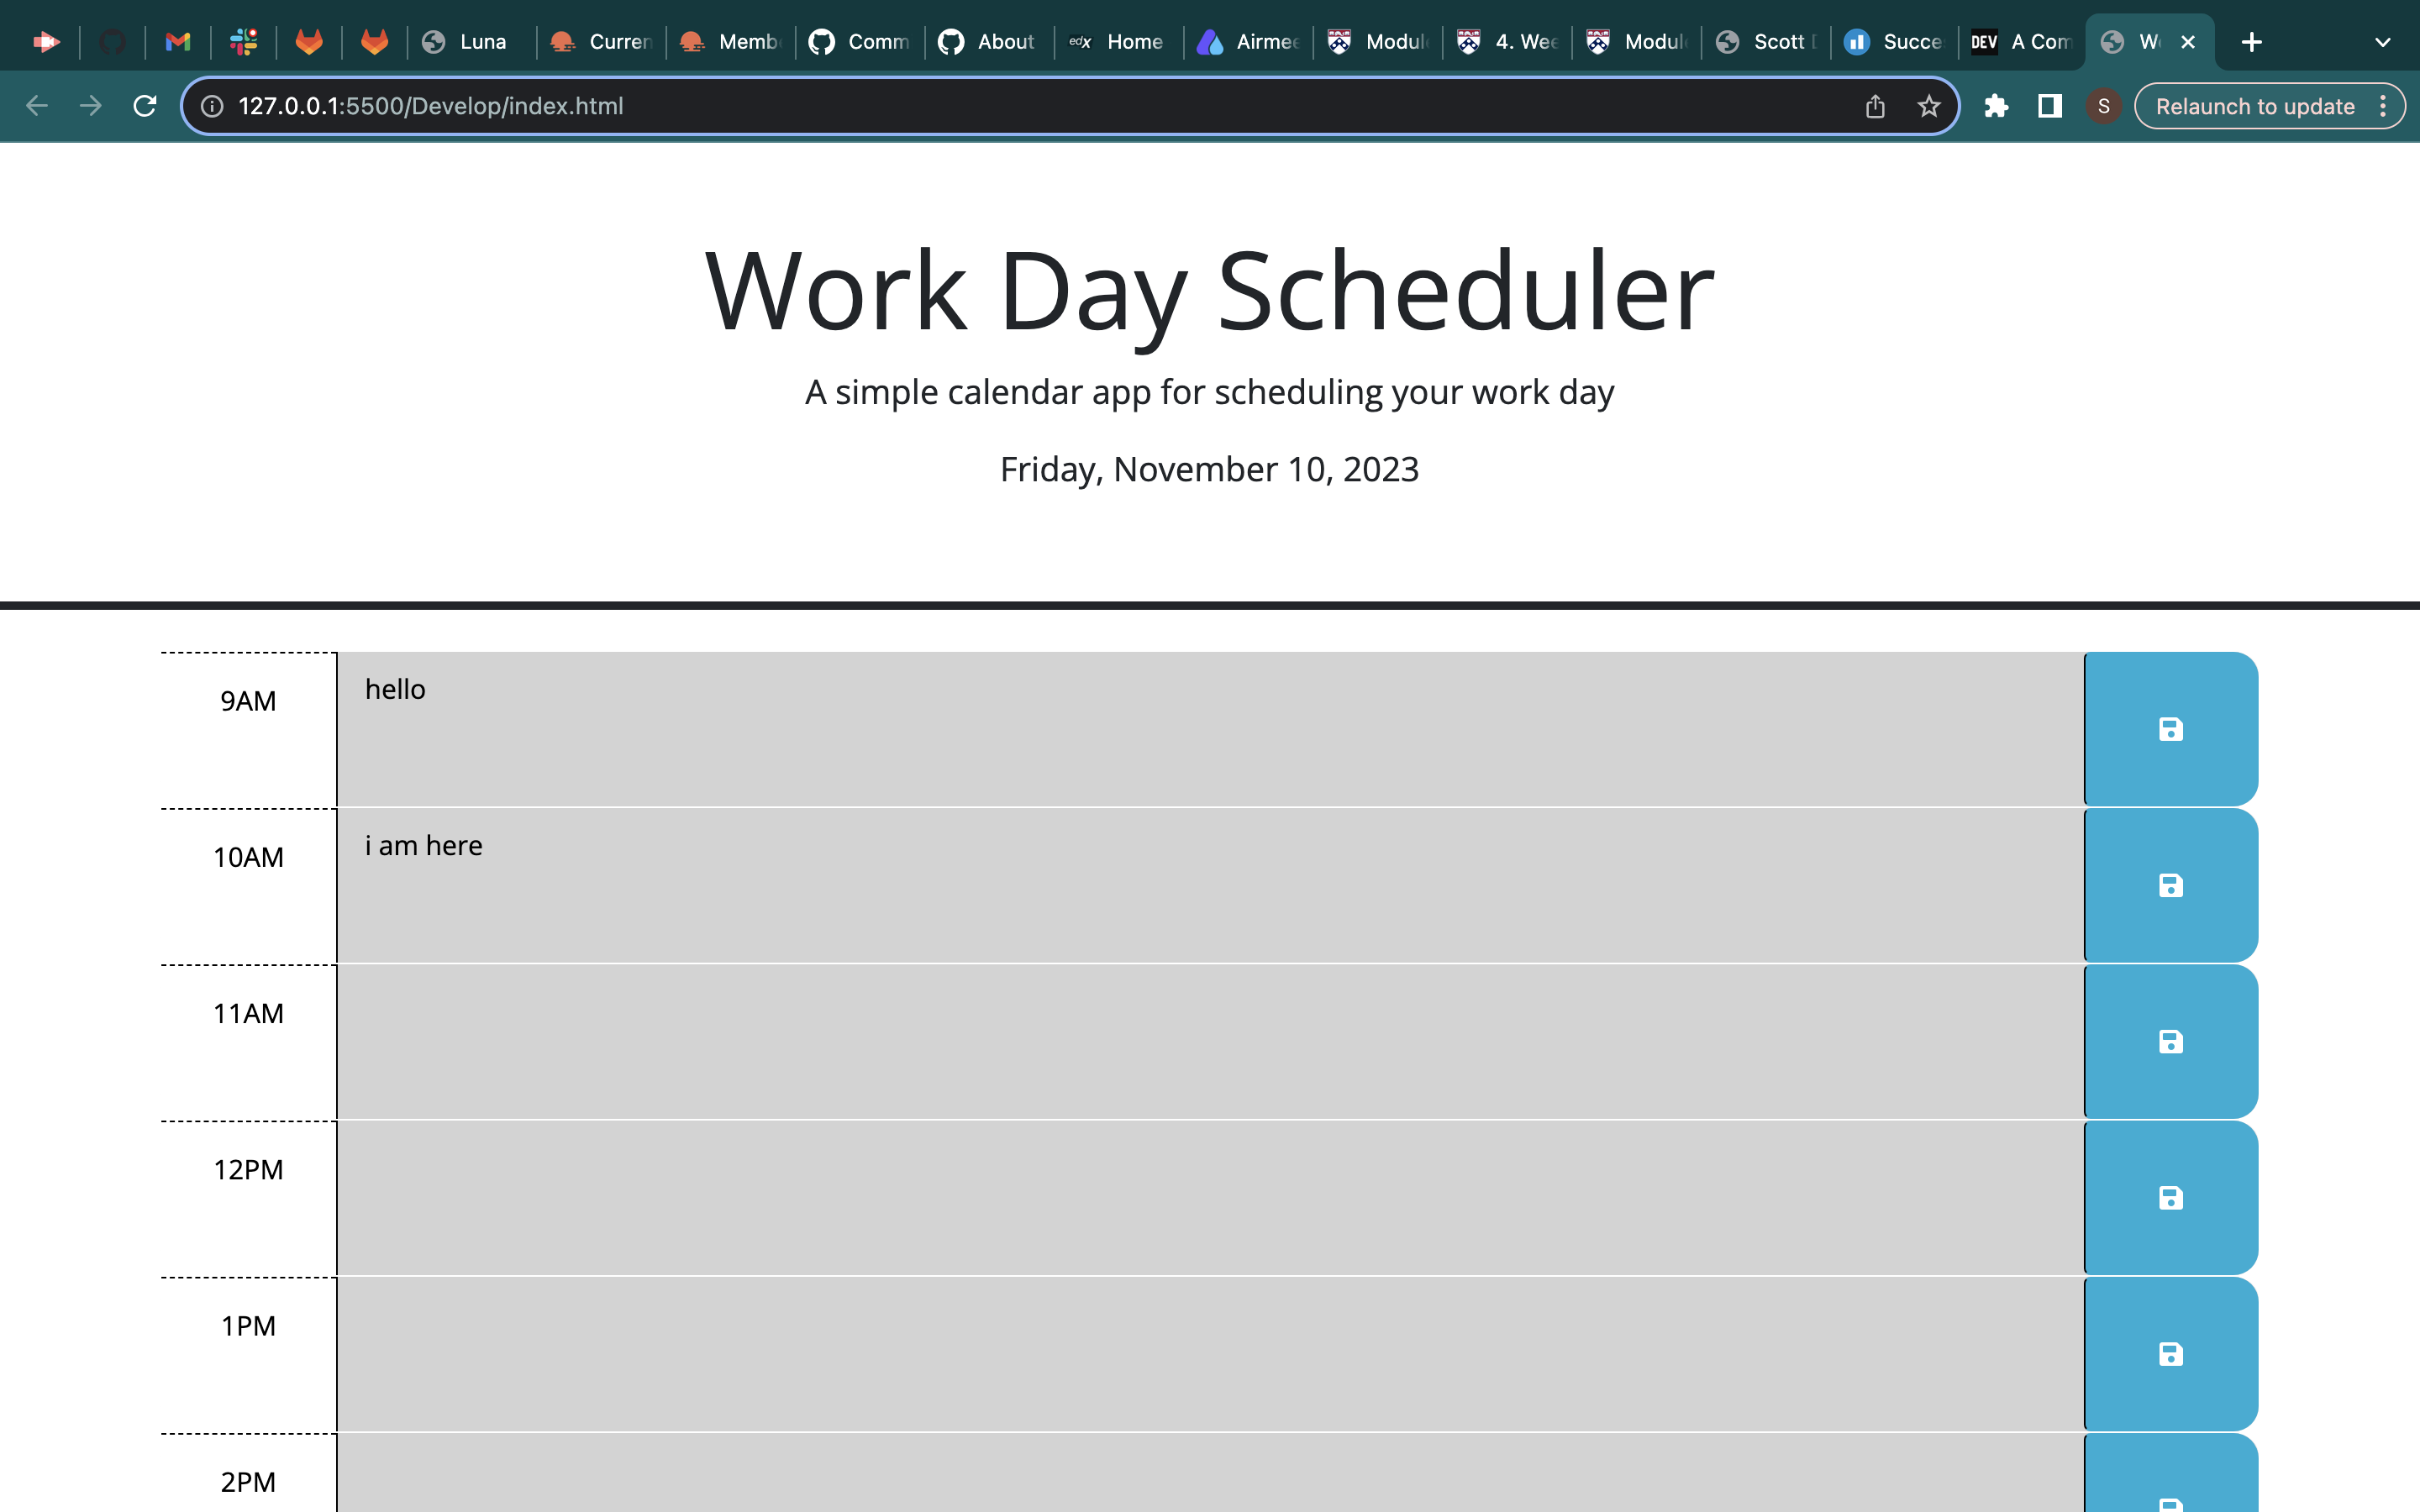 Luna
Curren
Memb
Comm
About
edX Home
Airmee
Modul
4. Wee
Modul
Scott
Succe
DEV A Com
W
127.0.0.1:5500/Develop/index.html
S
Relaunch to update
Work Day Scheduler
A simple calendar app for scheduling your work day
Friday, November 10, 2023
9AM
hello
10AM
i am here
11AM
12PM
1PM
2PM